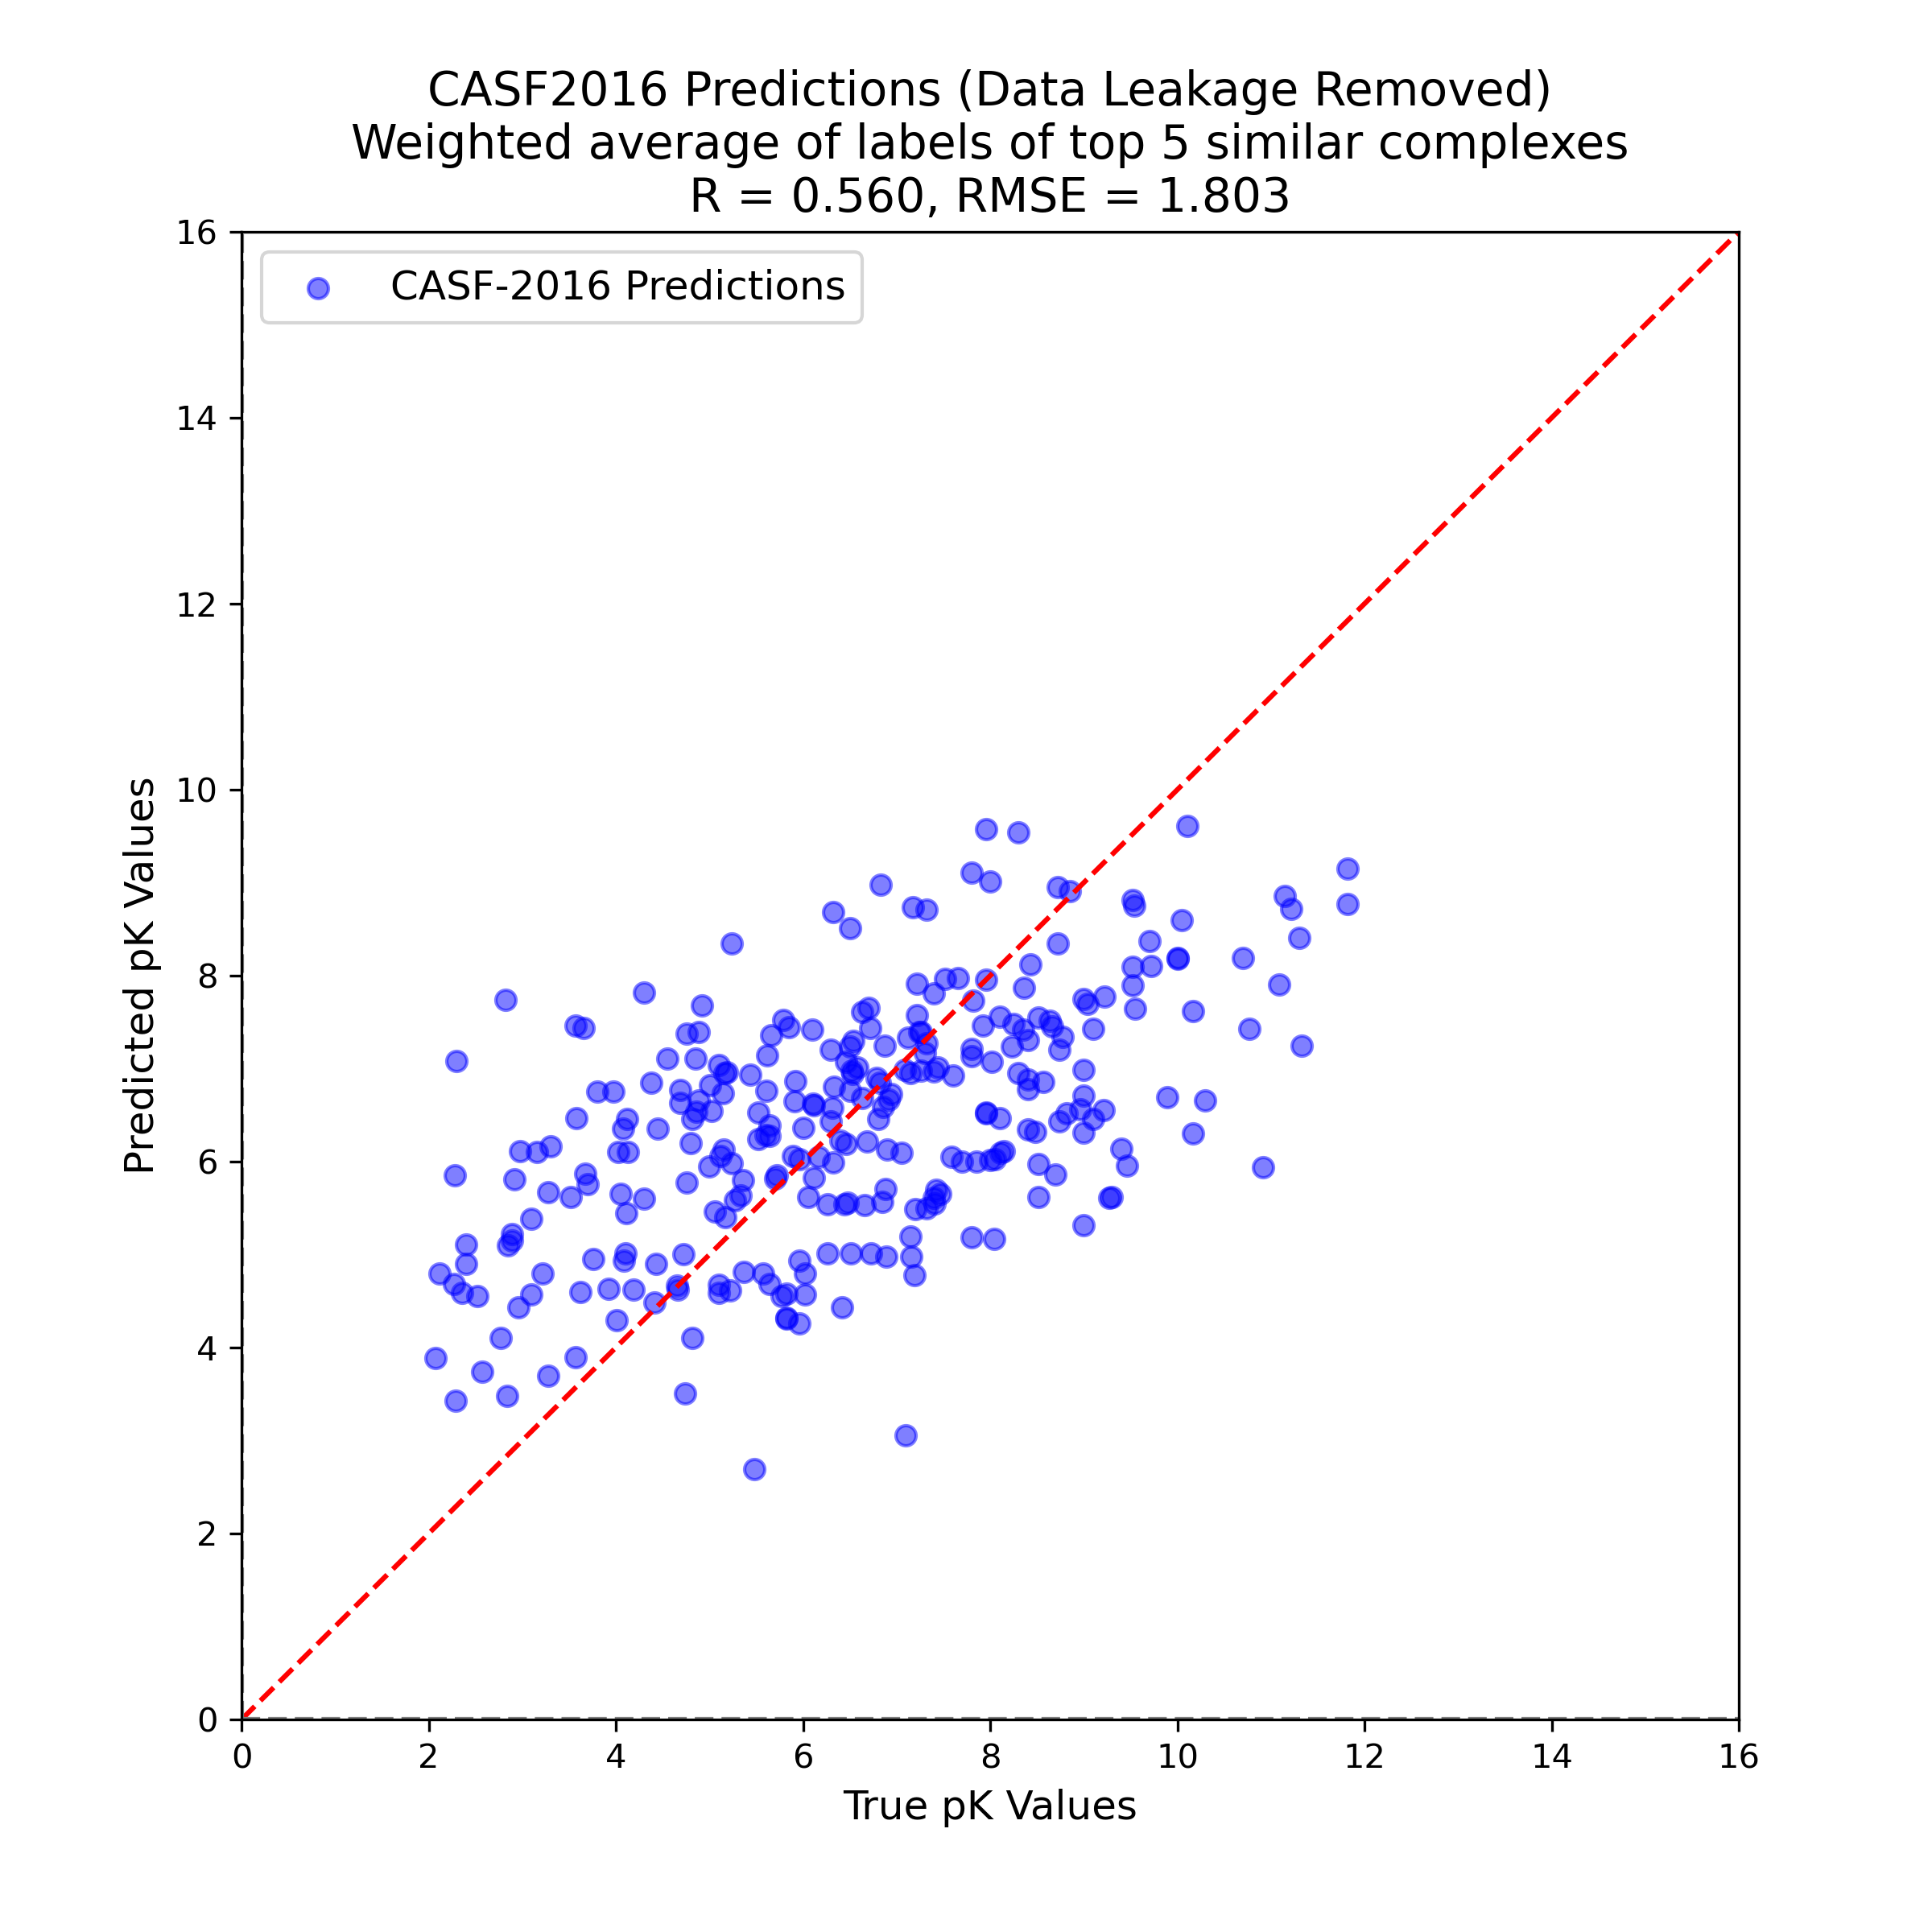 CASF2016 Predictions (Data Leakage Removed)
Weighted average of labels of top 5 similar complexes
R = 0.560, RMSE = 1.803
CASF-2016 Predictions
Predicted pK Values
16
14
12
10
8
6
4
2
0
0 2 4 6 8 10 12 14 16
True pK Values